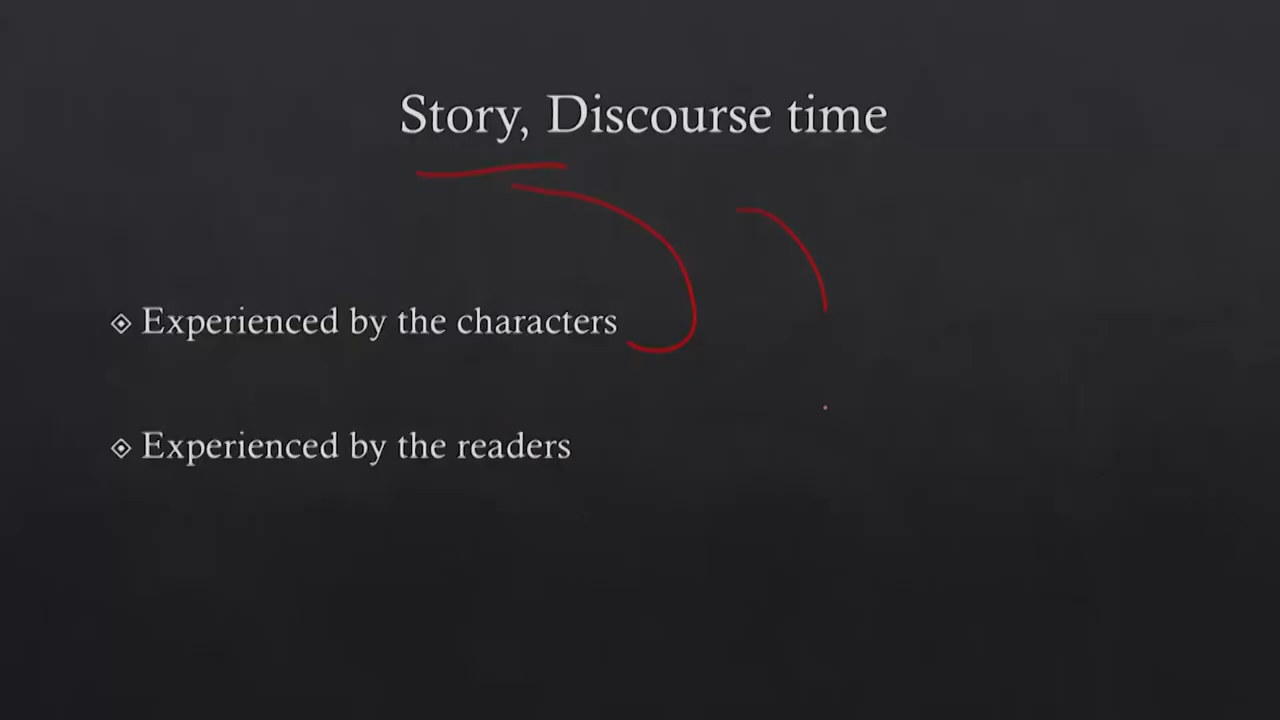 Story, Discourse time
Experienced by the characters
Experienced by the readers